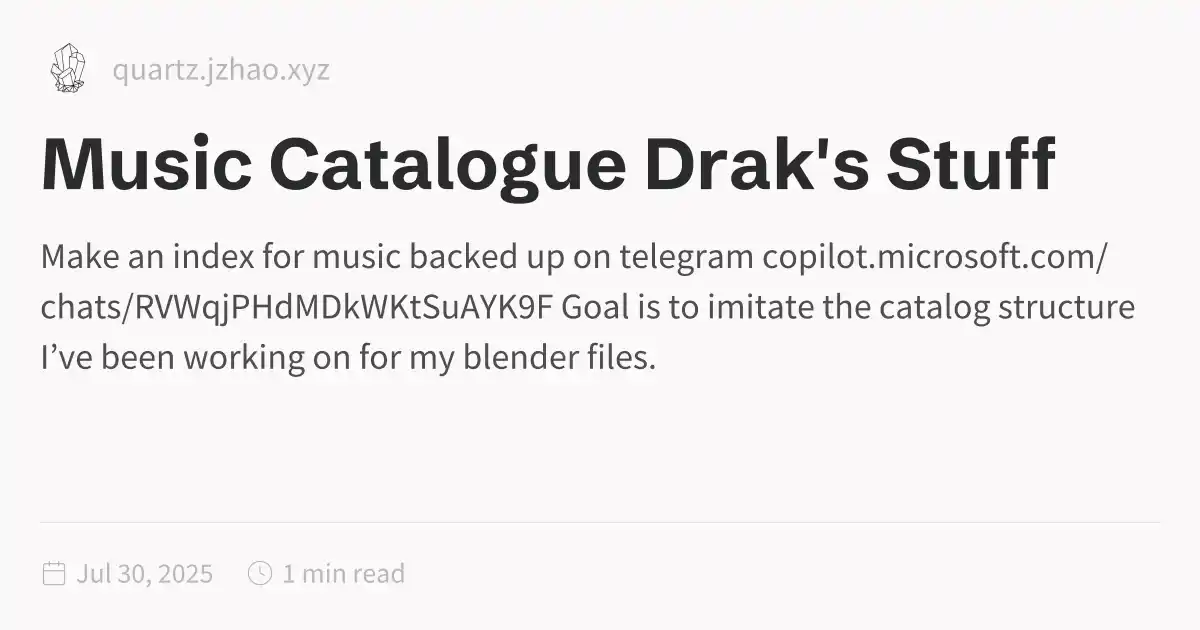 quartz.jzhao.xyz
Music Catalogue Drak's Stuff
Make an index for music backed up on telegram copilot.microsoft.com/
chats/RVWqjPHdMDkWKtSuAYK9F Goal is to imitate the catalog structure
I’ve been working on for my blender files.
Jul 30, 2025
1 min read